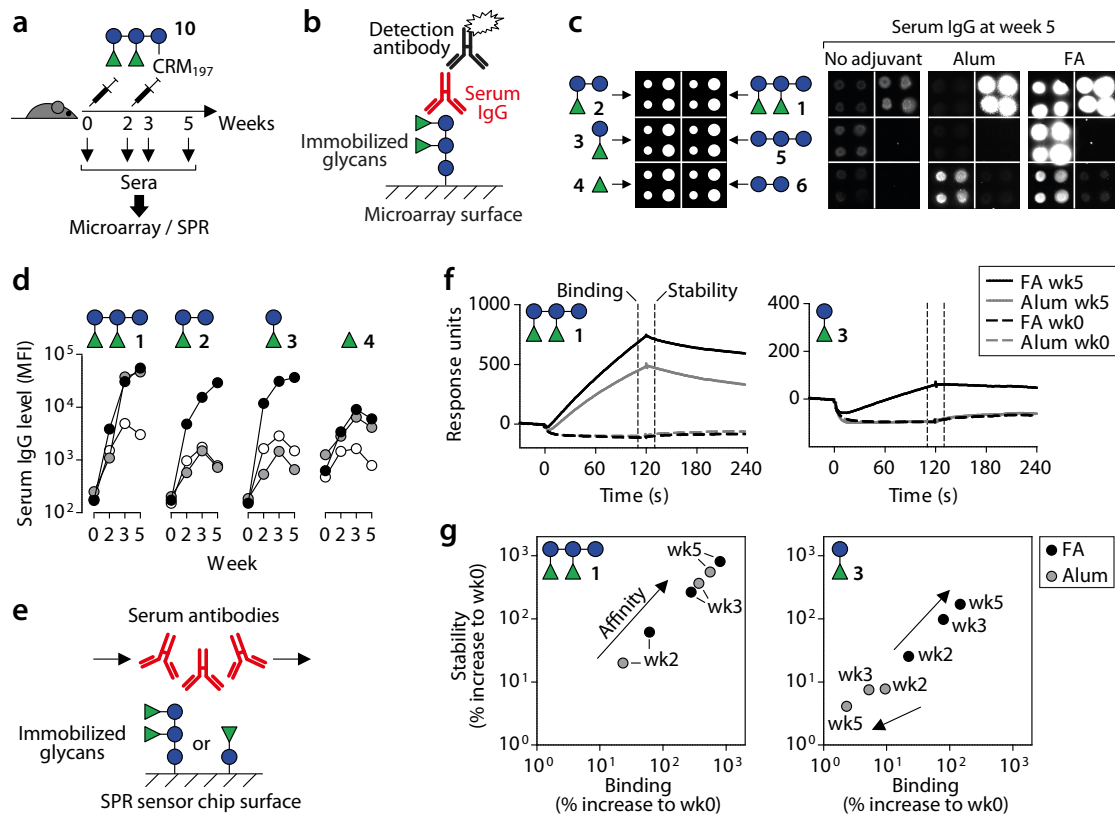 a
10
CRM197
0 2 3 5 Weeks
Sera
Microarray / SPR
b
Detection
antibody
Serum
IgG
Immobilized
glycans
Microarray surface
c
Serum IgG at week 5
No adjuvant Alum FA
2 1
3 5
4 6
d
1 2 3 4
Serum IgG level (MFI)
10^5
10^4
10^3
10^2
0 2 3 5 0 2 3 5 0 2 3 5 0 2 3 5
Week
e
Serum antibodies
Immobilized
glycans
or
SPR sensor chip surface
f
Binding Stability
Response units
1000
500
0
1
0 60 120 180 240
Time (s)
400
200
0
3
0 60 120 180 240
Time (s)
FA wk5
Alum wk5
FA wk0
Alum wk0
g
Stability
(% increase to wk0)
10^3
10^2
10^1
10^0
1
wk5
wk3
wk2
Affinity
10^0 10^1 10^2 10^3
Binding
(% increase to wk0)
10^3
10^2
10^1
10^0
3
wk5
wk3
wk2
wk3
wk2
wk5
10^0 10^1 10^2 10^3
Binding
(% increase to wk0)
FA
Alum